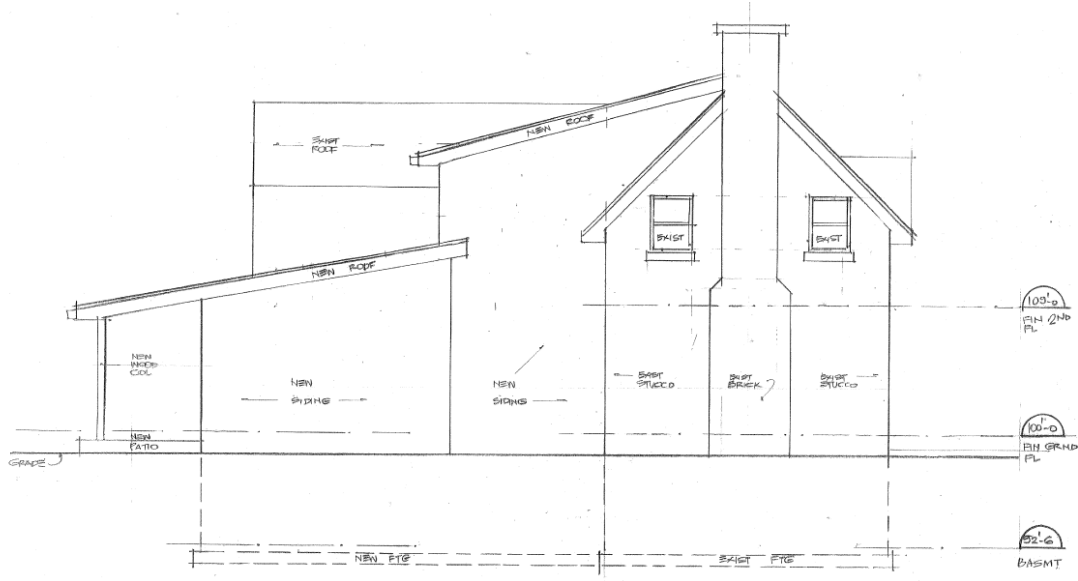 EXIST
ROOF
NEW ROOF
EXIST
EXIST
NEW ROOF
109'-0
FIN 2ND
FL
NEW
WOOD
COL
NEW
SIDING
NEW
SIDING
EXIST
STUCCO
EXIST
BRICK
EXIST
STUCCO
NEW
PATIO
100'-0
FIN GRND
FL
GRADE
NEW FTG
EXIST FTG
92'-6
BASMT